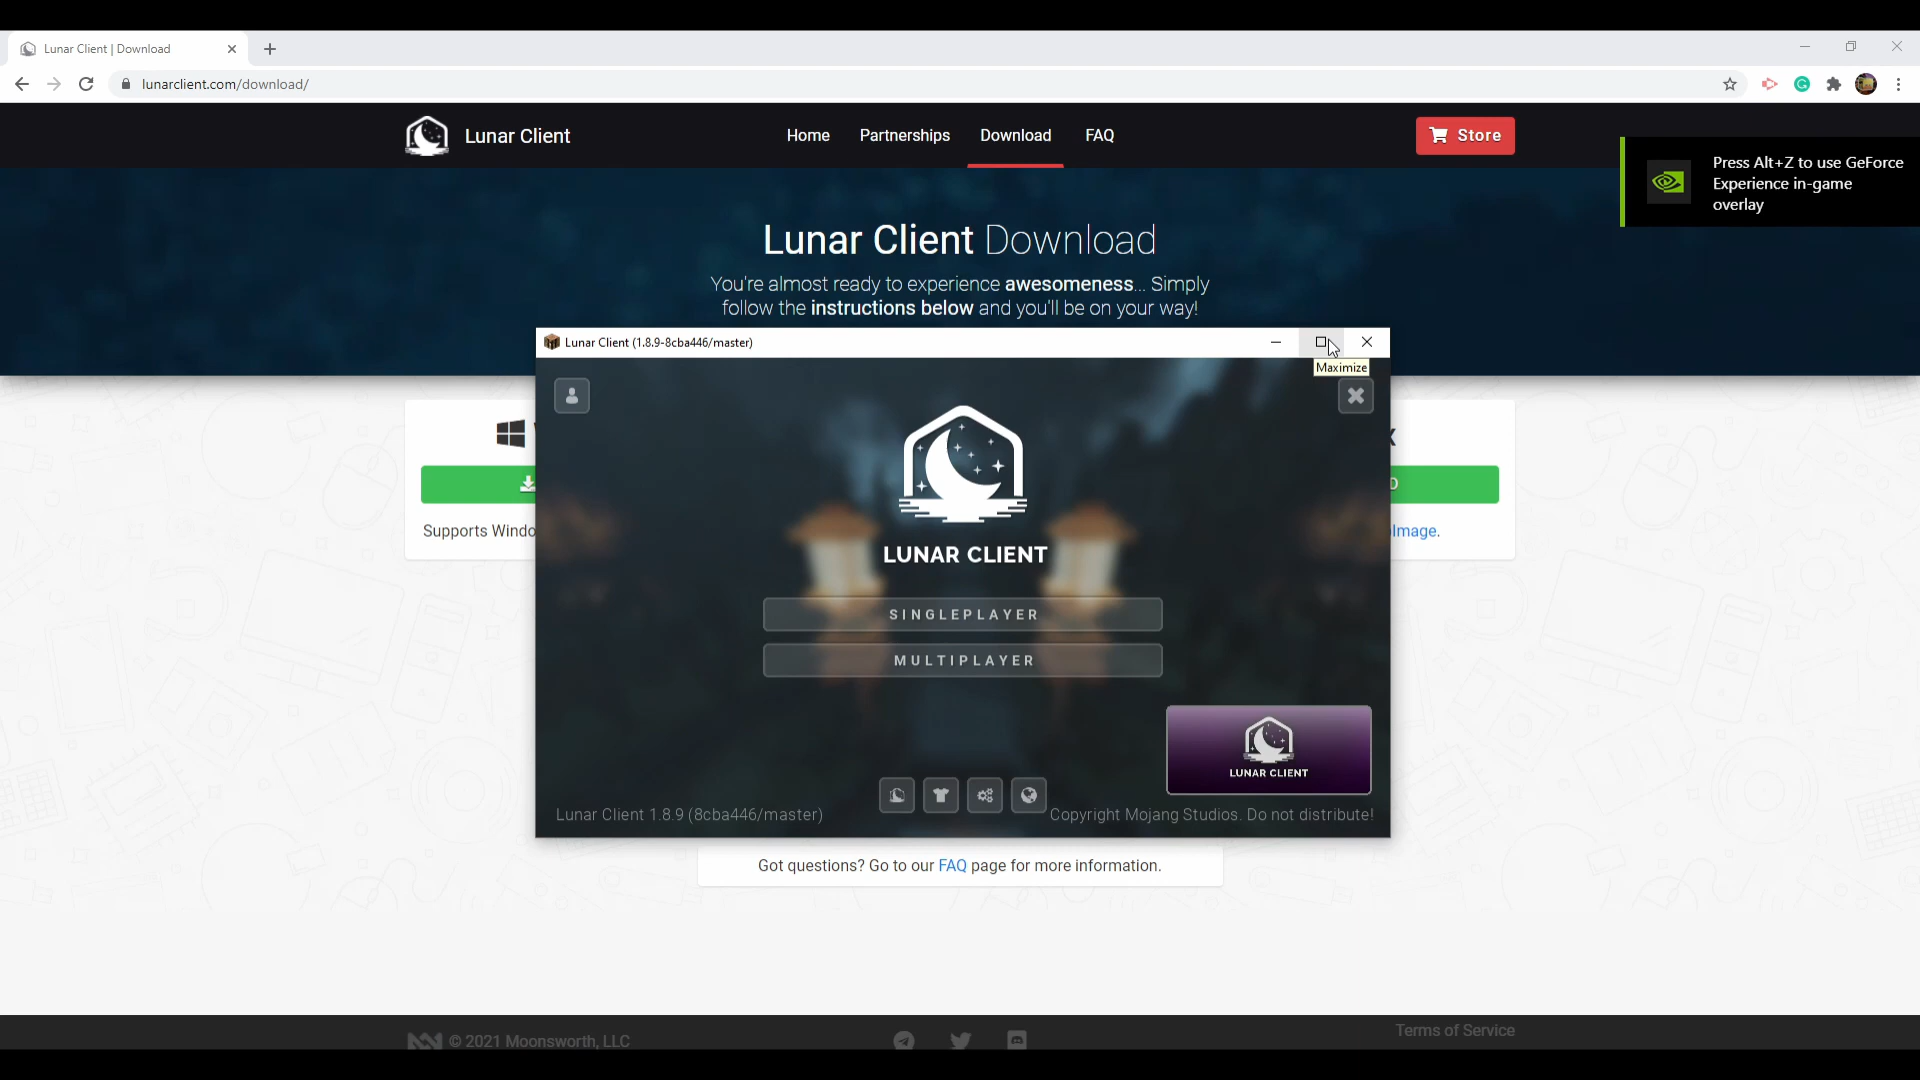 Lunar Client | Download
lunarclient.com/download/
Lunar Client
Home
Partnerships
Download
FAQ
Store
Press Alt+Z to use GeForce
Experience in-game
overlay
Lunar Client Download
You're almost ready to experience awesomeness... Simply
follow the instructions below and you'll be on your way!
Lunar Client (1.8.9-8cba446/master)
Maximize
Supports Windo
Image.
LUNAR CLIENT
SINGLEPLAYER
MULTIPLAYER
LUNAR CLIENT
Lunar Client 1.8.9 (8cba446/master)
Copyright Mojang Studios. Do not distribute!
Got questions? Go to our FAQ page for more information.
© 2021 Moonsworth, LLC
Terms of Service